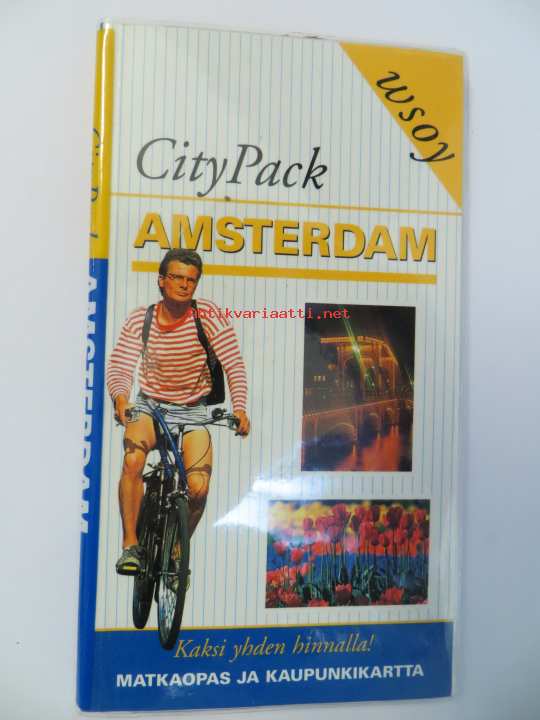 wsoy
CityPack
AMSTERDAM
antikvariaatti.net
Kaksi yhden hinnalla!
MATKAOPAS JA KAUPUNKIKARTTA
CityPack AMSTERDAM